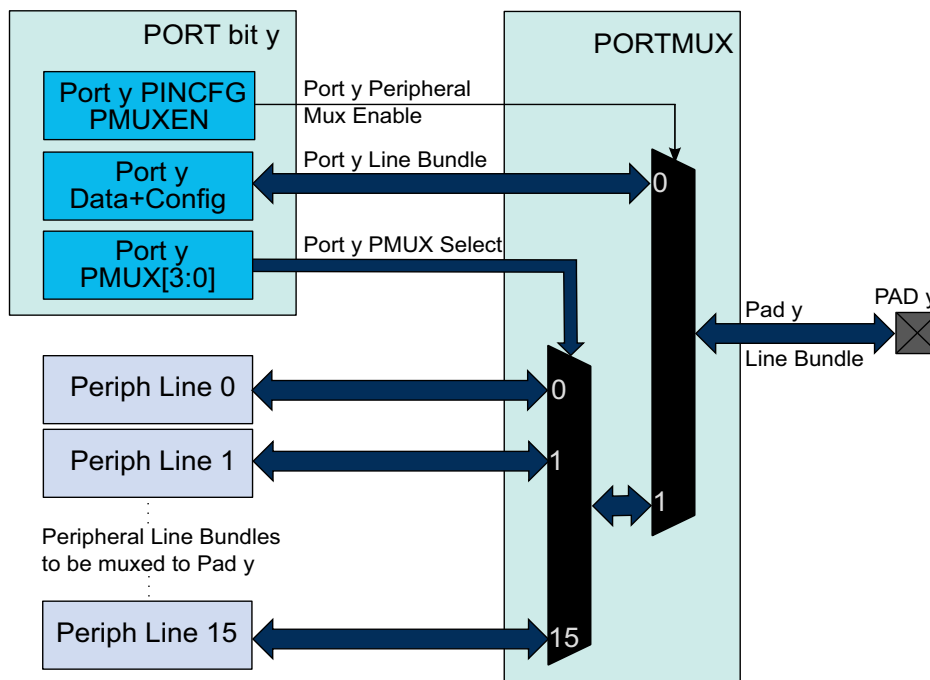 PORT bit y
PORTMUX
Port y PINCFG
PMUXEN
Port y Peripheral
Mux Enable
Port y
Data+Config
Port y Line Bundle
0
Port y
PMUX[3:0]
Port y PMUX Select
Pad y
Line Bundle
PAD y
Periph Line 0
0
Periph Line 1
1
1
Peripheral Line Bundles
to be muxed to Pad y
Periph Line 15
15